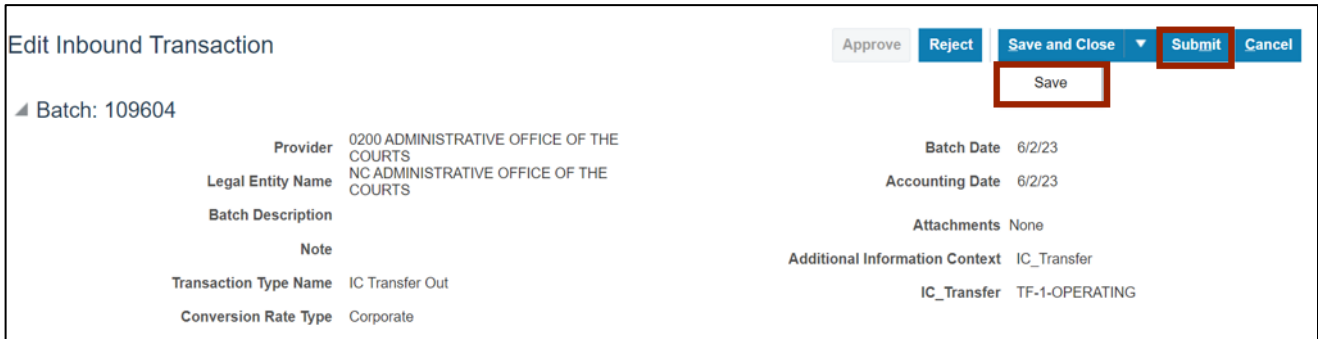 Edit Inbound Transaction
Approve Reject Save and Close Submit Cancel
Save
Batch: 109604
Provider 0200 ADMINISTRATIVE OFFICE OF THE COURTS
Batch Date 6/2/23
Legal Entity Name NC ADMINISTRATIVE OFFICE OF THE COURTS
Accounting Date 6/2/23
Batch Description
Attachments None
Note
Additional Information Context IC_Transfer
Transaction Type Name IC Transfer Out
IC_Transfer TF-1-OPERATING
Conversion Rate Type Corporate